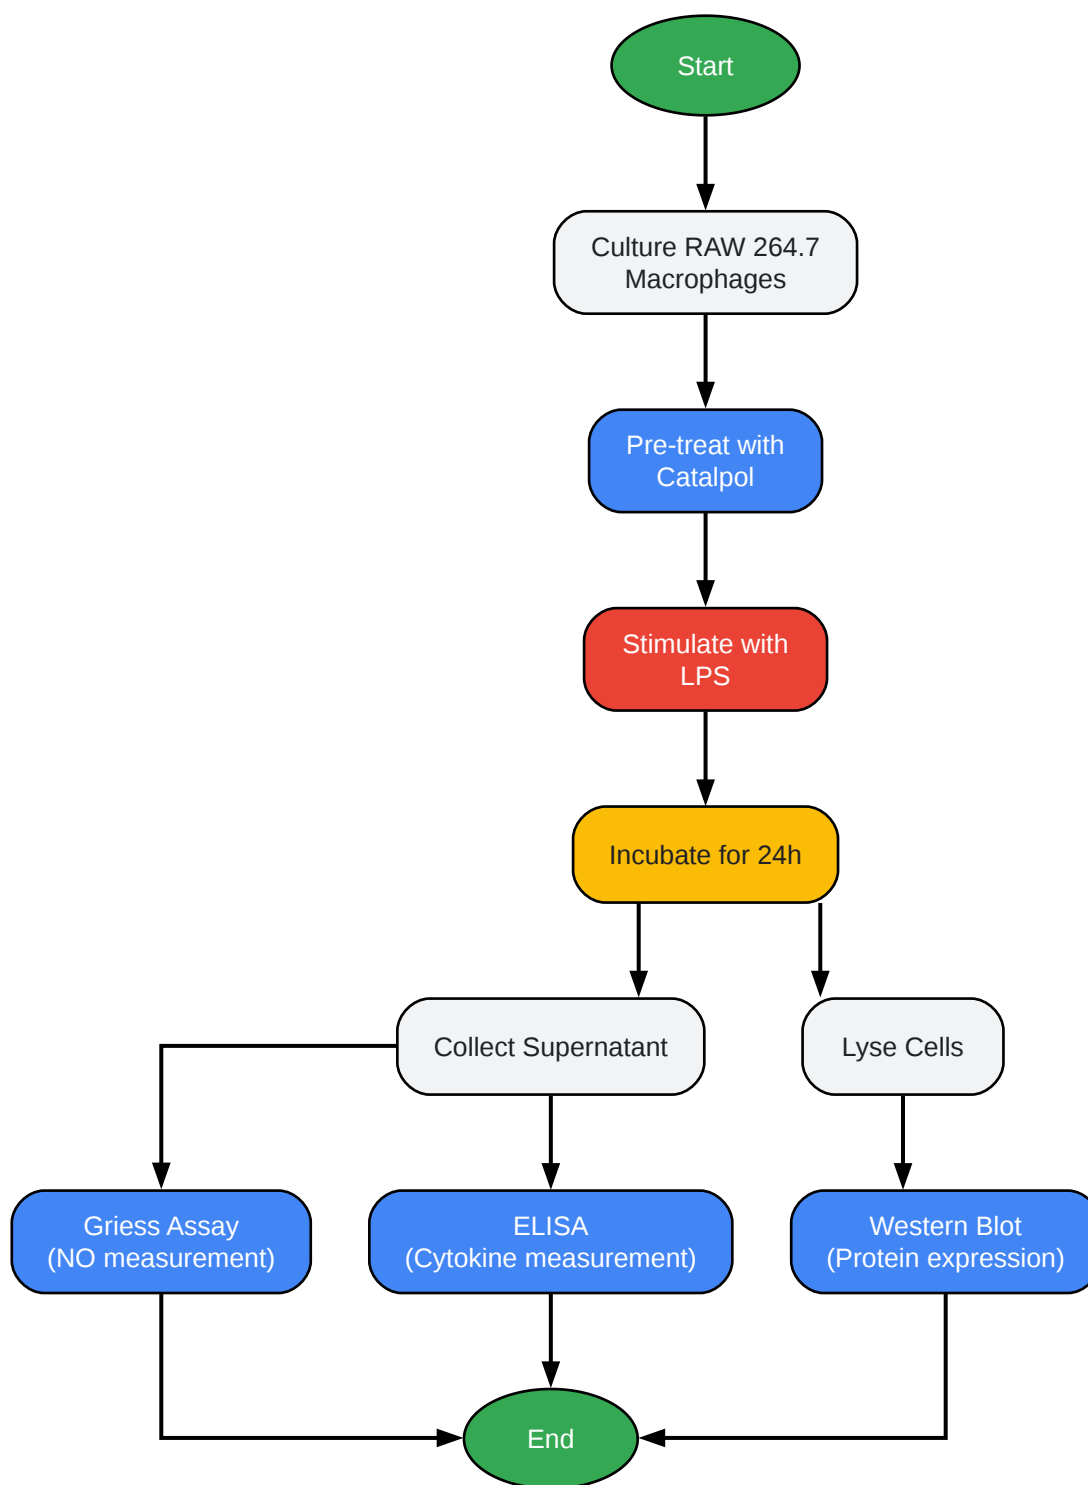 Start
Culture RAW 264.7
Macrophages
Pre-treat with
Catalpol
Stimulate with
LPS
Incubate for 24h
Collect Supernatant
Lyse Cells
Griess Assay
(NO measurement)
ELISA
(Cytokine measurement)
Western Blot
(Protein expression)
End